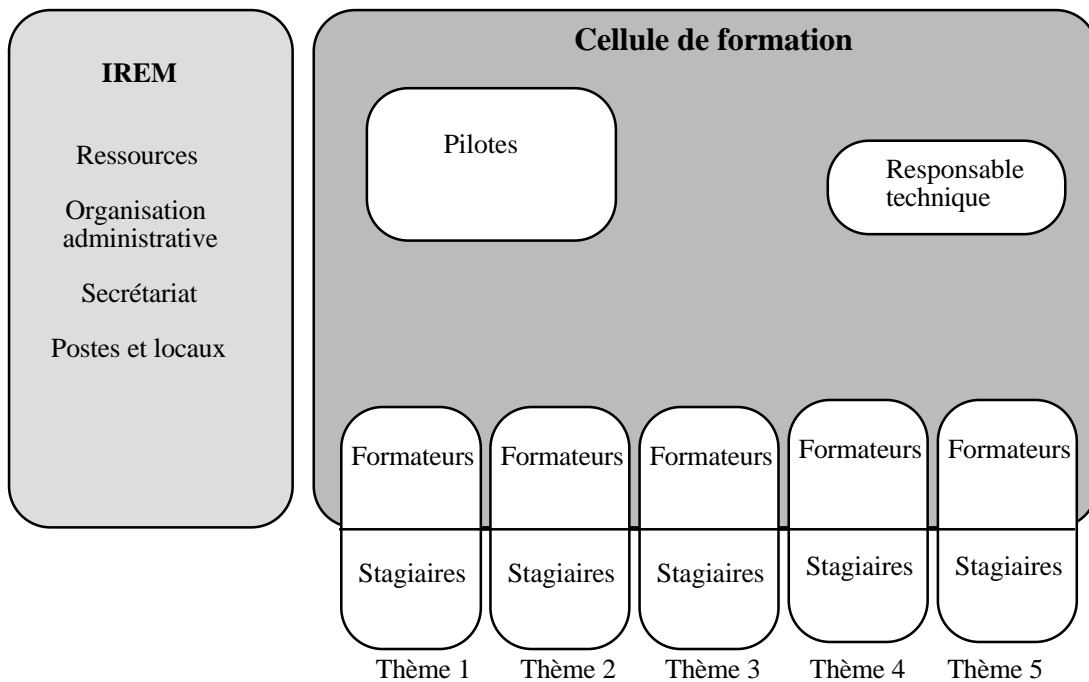 IREM
Ressources
Organisation
administrative
Secrétariat
Postes et locaux
Cellule de formation
Pilotes
Responsable
technique
Formateurs
Formateurs
Formateurs
Formateurs
Formateurs
Stagiaires
Stagiaires
Stagiaires
Stagiaires
Stagiaires
Thème 1
Thème 2
Thème 3
Thème 4
Thème 5